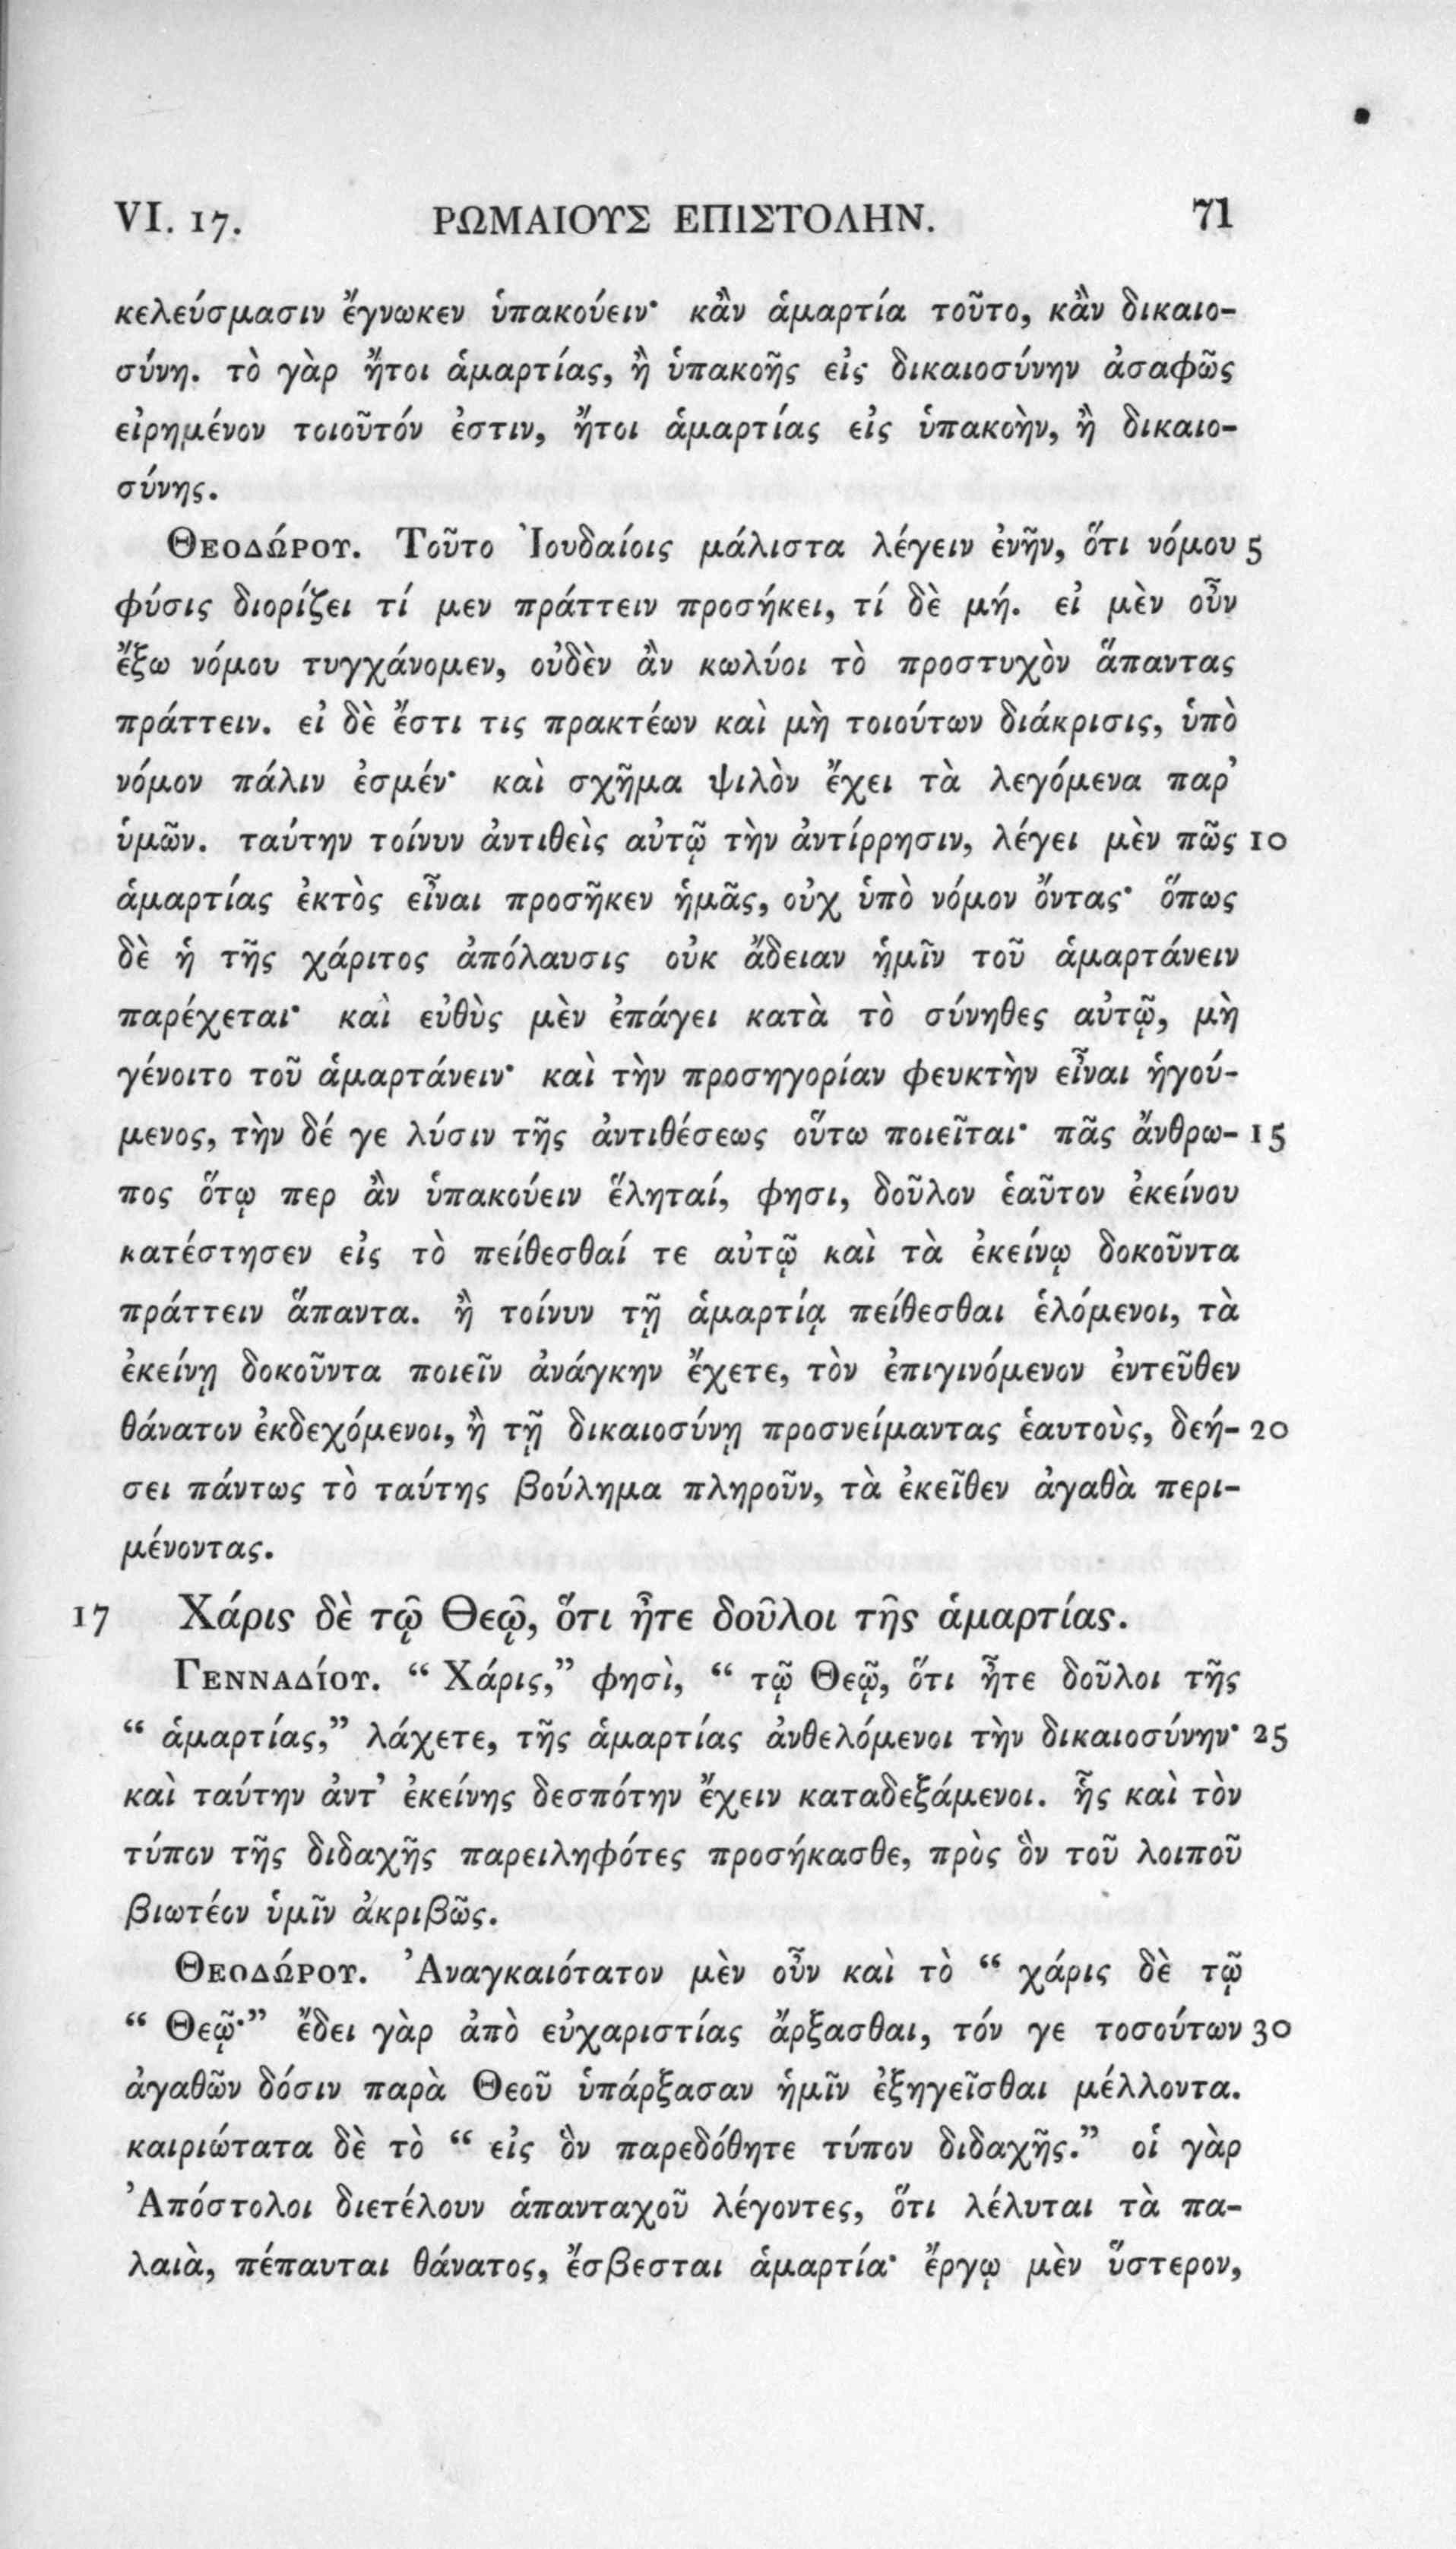 VI. 17. ΡΩΜΑΙΟΥΣ ΕΠΙΣΤΟΛΗΝ. 71
κελεύσμασιν ἔγνωκεν ὑπακούειν· κἂν ἁμαρτία τοῦτο, κἂν δικαιο-
σύνη. τὸ γὰρ ἤτοι ἁμαρτίας, ἢ ὑπακοῆς εἰς δικαιοσύνην ἀσαφῶς
εἰρημένον τοιοῦτόν ἐστιν, ἤτοι ἁμαρτίας εἰς ὑπακοὴν, ἢ δικαιο-
σύνης.
ΘΕΟΔΏΡΟΥ. Τοῦτο Ἰουδαίοις μάλιστα λέγειν ἐνῆν, ὅτι νόμου 5
φύσις διορίζει τί μεν πράττειν προσήκει, τί δὲ μή. εἰ μὲν οὖν
ἔξω νόμου τυγχάνομεν, οὐδὲν ἂν κωλύοι τὸ προστυχὸν ἅπαντας
πράττειν. εἰ δὲ ἔστι τις πρακτέων καὶ μὴ τοιούτων διάκρισις, ὑπὸ
νόμον πάλιν ἐσμέν· καὶ σχῆμα ψιλὸν ἔχει τὰ λεγόμενα παρ’
ὑμῶν. ταύτην τοίνυν ἀντιθεὶς αὐτῷ τὴν ἀντίρρησιν, λέγει μὲν πῶς 10
ἁμαρτίας ἐκτὸς εἶναι προσῆκεν ἡμᾶς, οὐχ ὑπὸ νόμον ὄντας· ὅπως
δὲ ἡ τῆς χάριτος ἀπόλαυσις οὐκ ἄδειαν ἡμῖν τοῦ ἁμαρτάνειν
παρέχεται· καὶ εὐθὺς μὲν ἐπάγει κατὰ τὸ σύνηθες αὐτῷ, μὴ
γένοιτο τοῦ ἁμαρτάνειν· καὶ τὴν προσηγορίαν φευκτὴν εἶναι ἡγού-
μενος, τὴν δέ γε λύσιν τῆς ἀντιθέσεως οὕτω ποιεῖται· πᾶς ἄνθρω- 15
πος ὅτῳ περ ἂν ὑπακούειν ἕληταί, φησι, δοῦλον ἑαῦτον ἐκείνου
κατέστησεν εἰς τὸ πείθεσθαί τε αὐτῷ καὶ τὰ ἐκείνῳ δοκοῦντα
πράττειν ἅπαντα. ἢ τοίνυν τῇ ἁμαρτίᾳ πείθεσθαι ἑλόμενοι, τὰ
ἐκείνῃ δοκοῦντα ποιεῖν ἀνάγκην ἔχετε, τὸν ἐπιγινόμενον ἐντεῦθεν
θάνατον ἐκδεχόμενοι, ἢ τῇ δικαιοσύνῃ προσνείμαντας ἑαυτοὺς, δεή- 20
σει πάντως τὸ ταύτης βούλημα πληροῦν, τὰ ἐκεῖθεν ἀγαθὰ περι-
μένοντας.
17 Χάρις δὲ τῷ Θεῷ, ὅτι ἦτε δοῦλοι τῆς ἁμαρτίας.
ΓΕΝΝΑΔΊΟΥ. “ Χάρις,” φησὶ, “ τῷ Θεῷ, ὅτι ἦτε δοῦλοι τῆς
“ ἁμαρτίας,” λάχετε, τῆς ἁμαρτίας ἀνθελόμενοι τὴν δικαιοσύνην· 25
καὶ ταύτην ἀντ’ ἐκείνης δεσπότην ἔχειν καταδεξάμενοι. ἧς καὶ τὸν
τύπον τῆς διδαχῆς παρειληφότες προσήκασθε, πρὸς ὃν τοῦ λοιποῦ
βιωτέον ὑμῖν ἀκριβῶς.
ΘΕΟΔΏΡΟΥ. Ἀναγκαιότατον μὲν οὖν καὶ τὸ “ χάρις δὲ τῷ
“ Θεῷ·” ἔδει γὰρ ἀπὸ εὐχαριστίας ἄρξασθαι, τόν γε τοσούτων 30
ἀγαθῶν δόσιν παρὰ Θεοῦ ὑπάρξασαν ἡμῖν ἐξηγεῖσθαι μέλλοντα.
καιριώτατα δὲ τὸ “ εἰς ὃν παρεδόθητε τύπον διδαχῆς.” οἱ γὰρ
Ἀπόστολοι διετέλουν ἁπανταχοῦ λέγοντες, ὅτι λέλυται τὰ πα-
λαιὰ, πέπαυται θάνατος, ἔσβεσται ἁμαρτία· ἔργῳ μὲν ὕστερον,